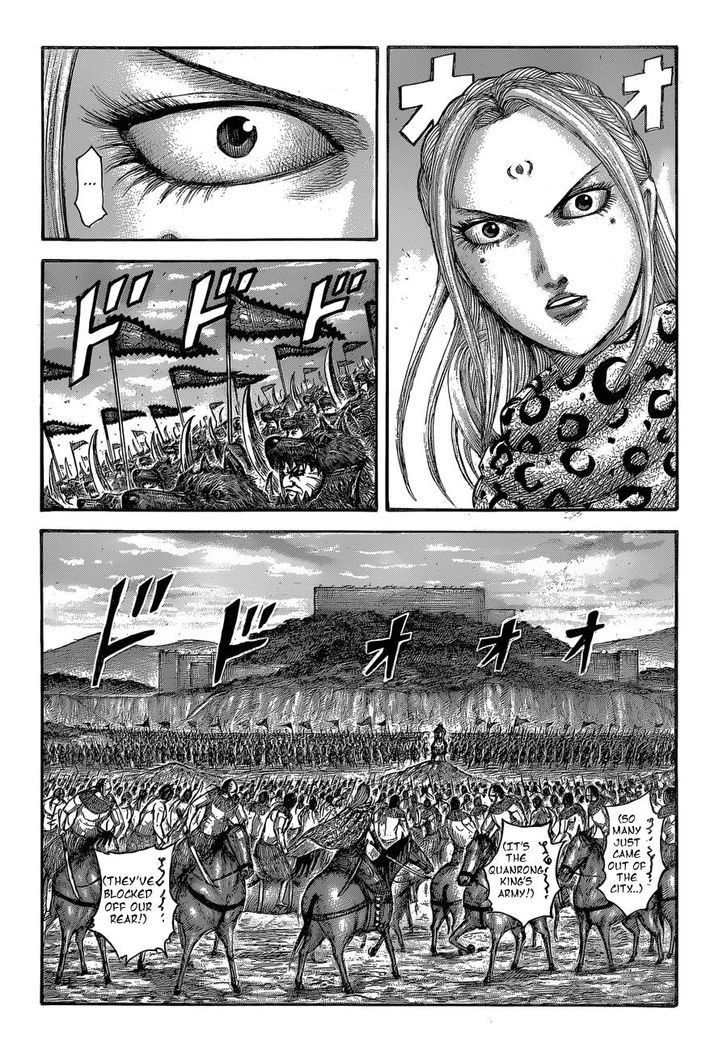 オオ
...
ドドド
ドドオオオ
(SO
MANY
JUST
CAME
OUT OF
THE
CITY..)
(IT'S
THE
QUANRONG
KING'S
ARMY!)
(THEY'VE
BLOCKED
OFF OUR
REAR!)